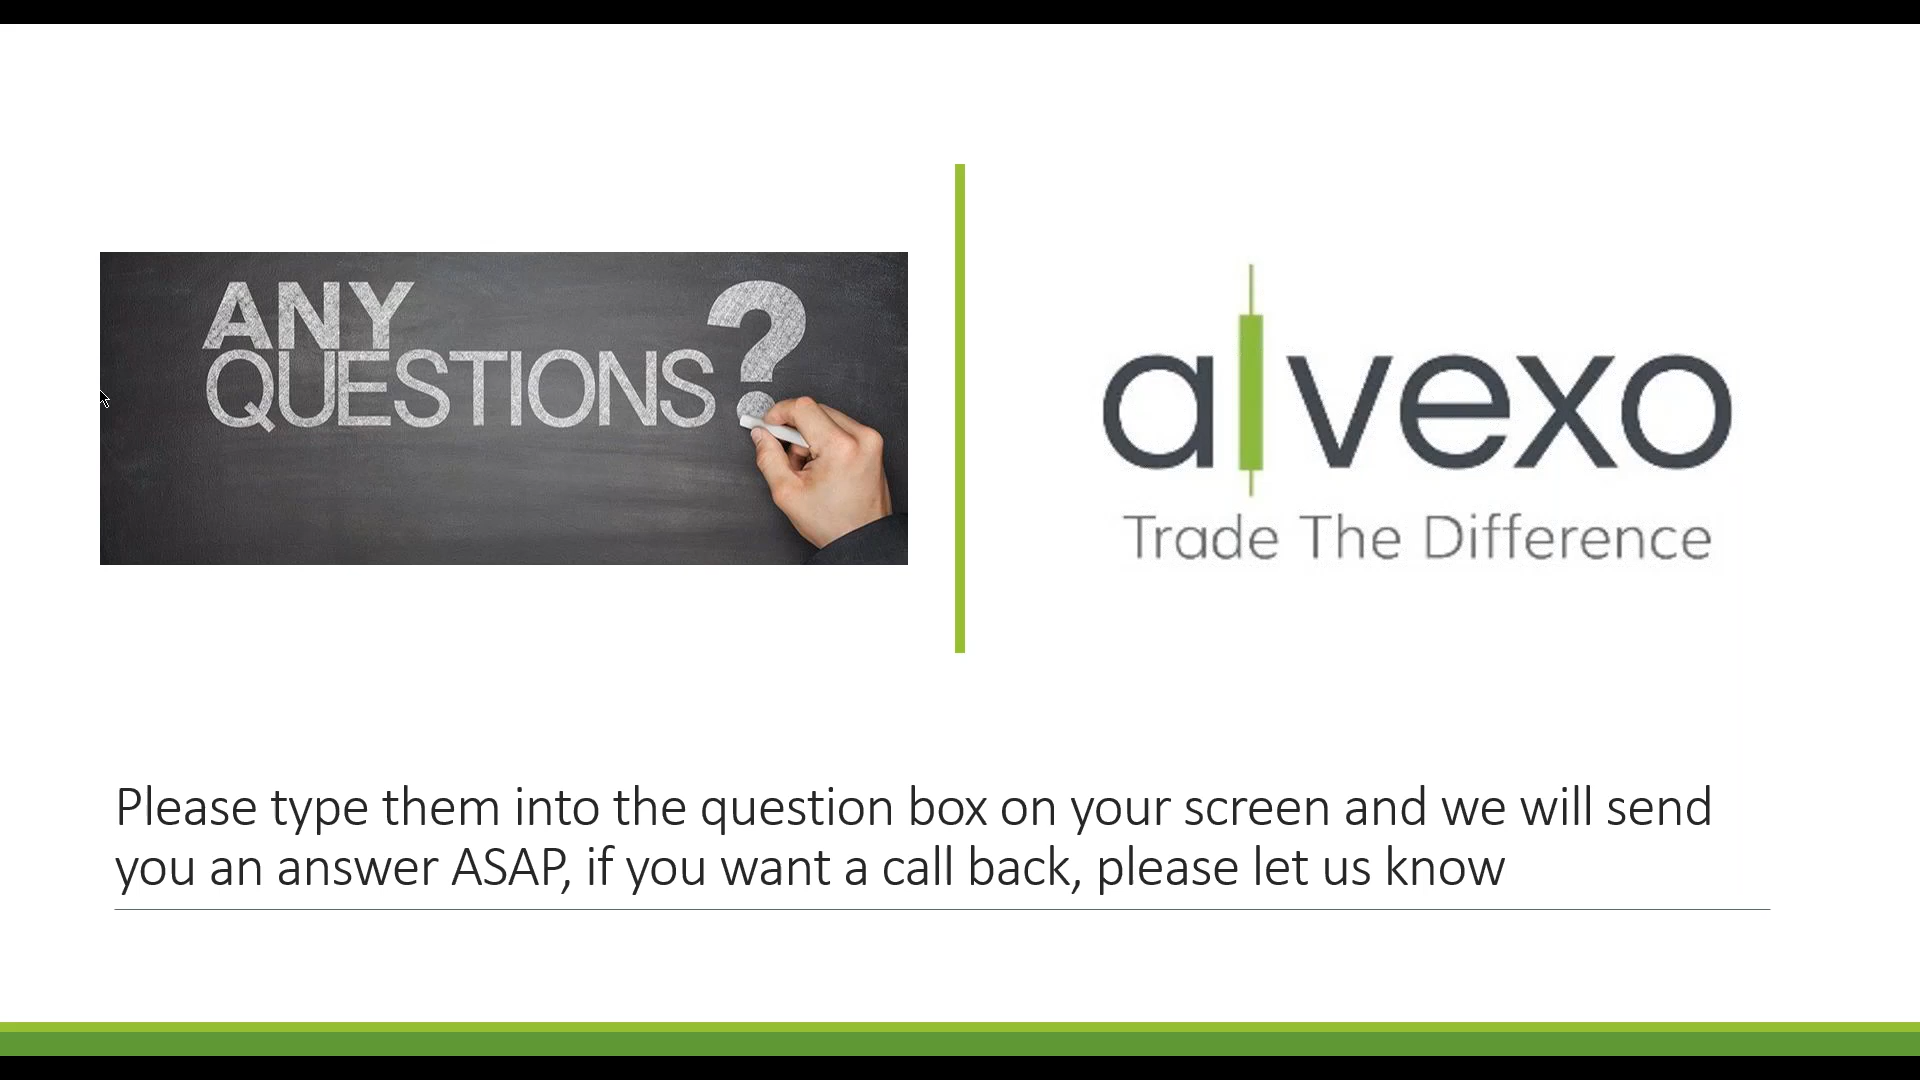 ANY
QUESTIONS?
alvexo
Trade The Difference
Please type them into the question box on your screen and we will send
you an answer ASAP, if you want a call back, please let us know